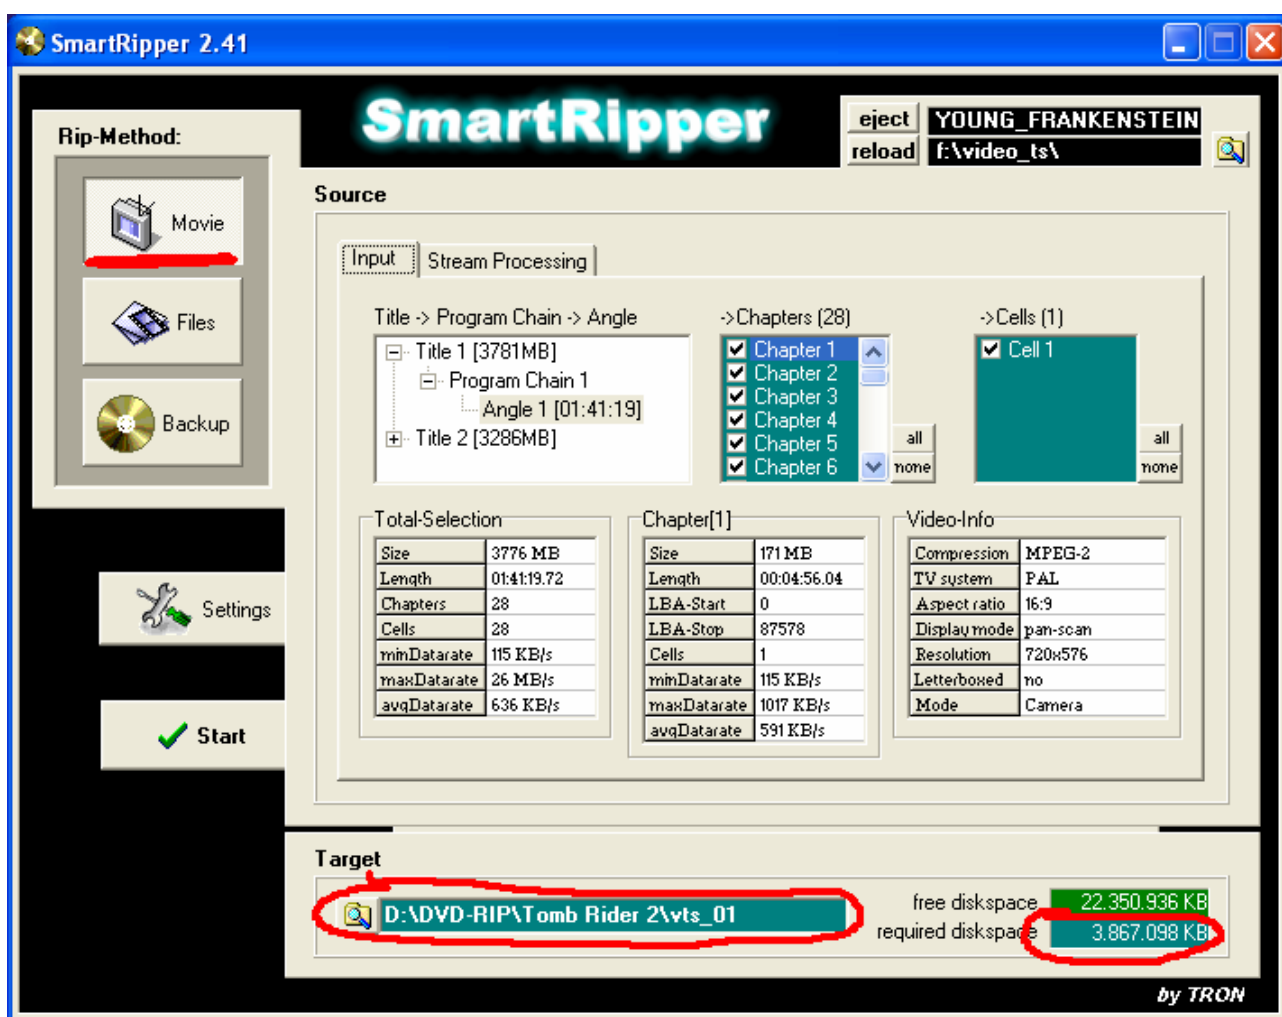 SmartRipper 2.41
SmartRipper
eject YOUNG_FRANKENSTEIN
reload f:\video_ts\
Rip-Method:
Movie
Files
Backup
Settings
Start
Source
Input Stream Processing
Title -> Program Chain -> Angle
Title 1 [3781MB]
Program Chain 1
Angle 1 [01:41:19]
Title 2 [3286MB]
->Chapters (28)
Chapter 1
Chapter 2
Chapter 3
Chapter 4
Chapter 5
Chapter 6
all
none
->Cells (1)
Cell 1
all
none
Total-Selection
Size 3776 MB
Length 01:41:19.72
Chapters 28
Cells 28
minDatarate 115 KB/s
maxDatarate 26 MB/s
avgDatarate 636 KB/s
Chapter[1]
Size 171 MB
Length 00:04:56.04
LBA-Start 0
LBA-Stop 87578
Cells 1
minDatarate 115 KB/s
maxDatarate 1017 KB/s
avgDatarate 591 KB/s
Video-Info
Compression MPEG-2
TV system PAL
Aspect ratio 16:9
Display mode pan-scan
Resolution 720x576
Letterboxed no
Mode Camera
Target
D:\DVD-RIP\Tomb Rider 2\vts_01
free diskspace 22.350.936 KB
required diskspace 3.867.098 KB
by TRON